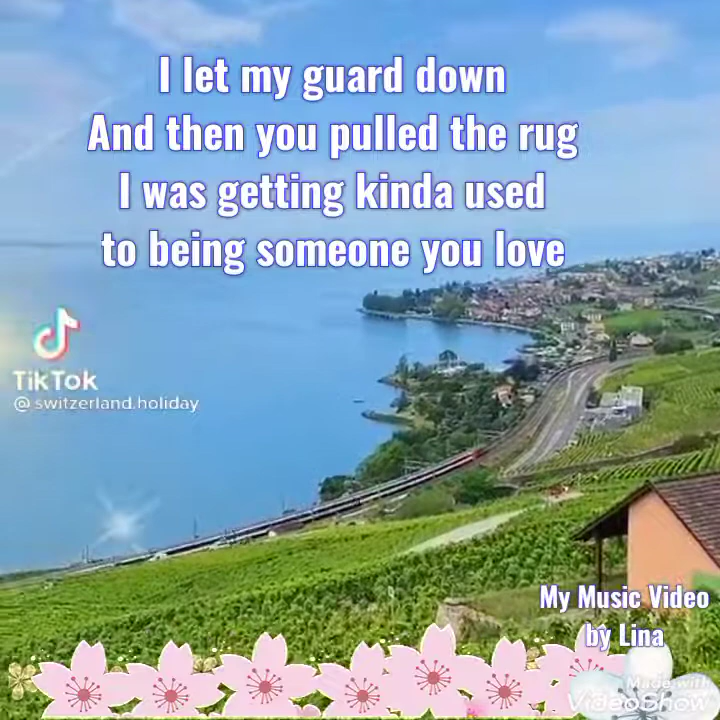 I let my guard down
And then you pulled the rug
I was getting kinda used
to being someone you love
TikTok
@switzerland.holiday
My Music Video
by Lina
Made with
VideoShow